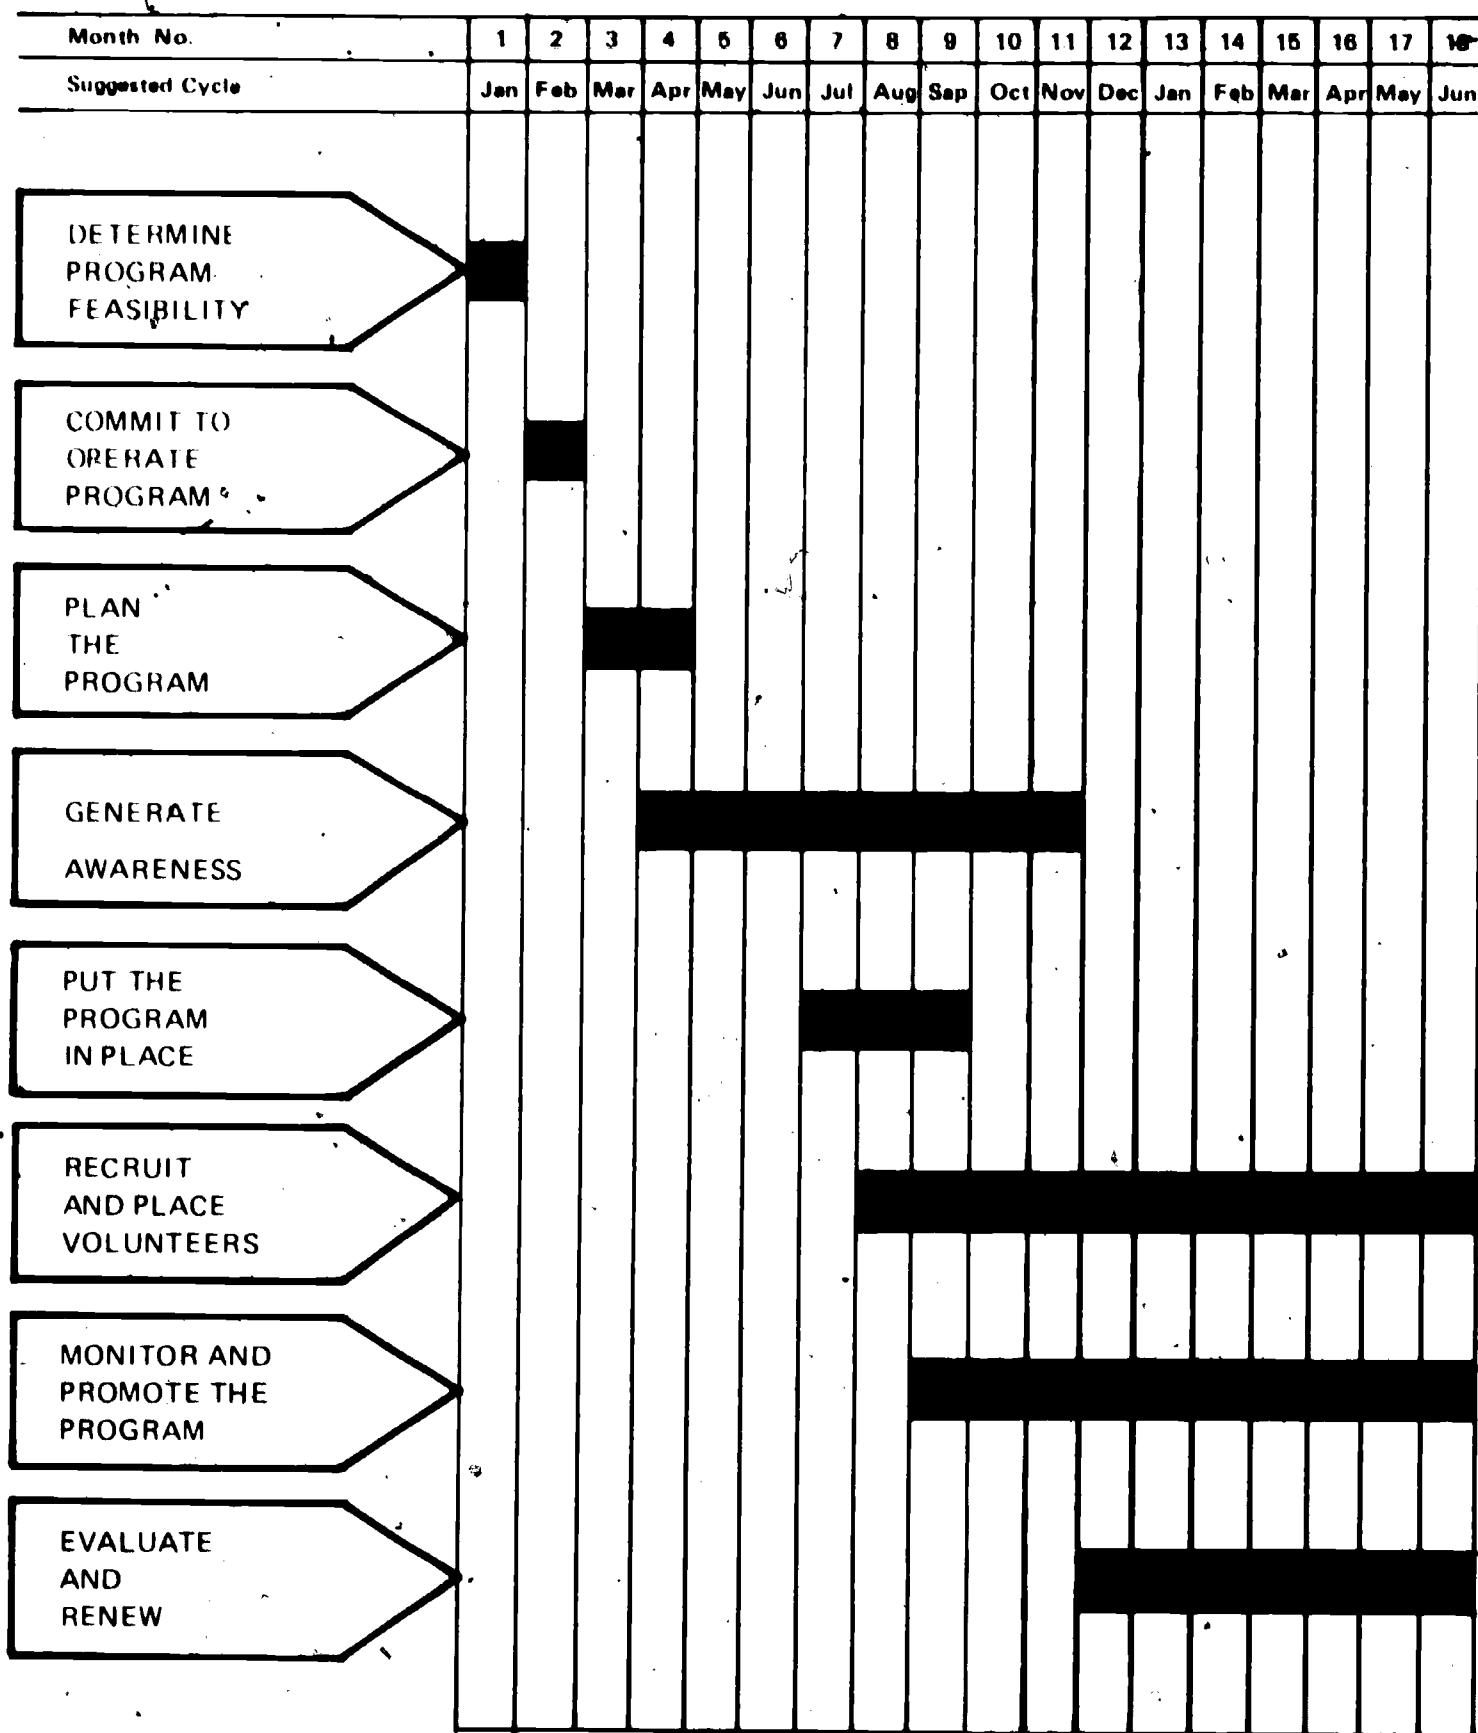 Month No. 1 2 3 4 5 6 7 8 9 10 11 12 13 14 15 16 17 18
Suggested Cycle Jan Feb Mar Apr May Jun Jul Aug Sep Oct Nov Dec Jan Feb Mar Apr May Jun
DETERMINE
PROGRAM
FEASIBILITY
COMMIT TO
OPERATE
PROGRAM
PLAN
THE
PROGRAM
GENERATE
AWARENESS
PUT THE
PROGRAM
IN PLACE
RECRUIT
AND PLACE
VOLUNTEERS
MONITOR AND
PROMOTE THE
PROGRAM
EVALUATE
AND
RENEW